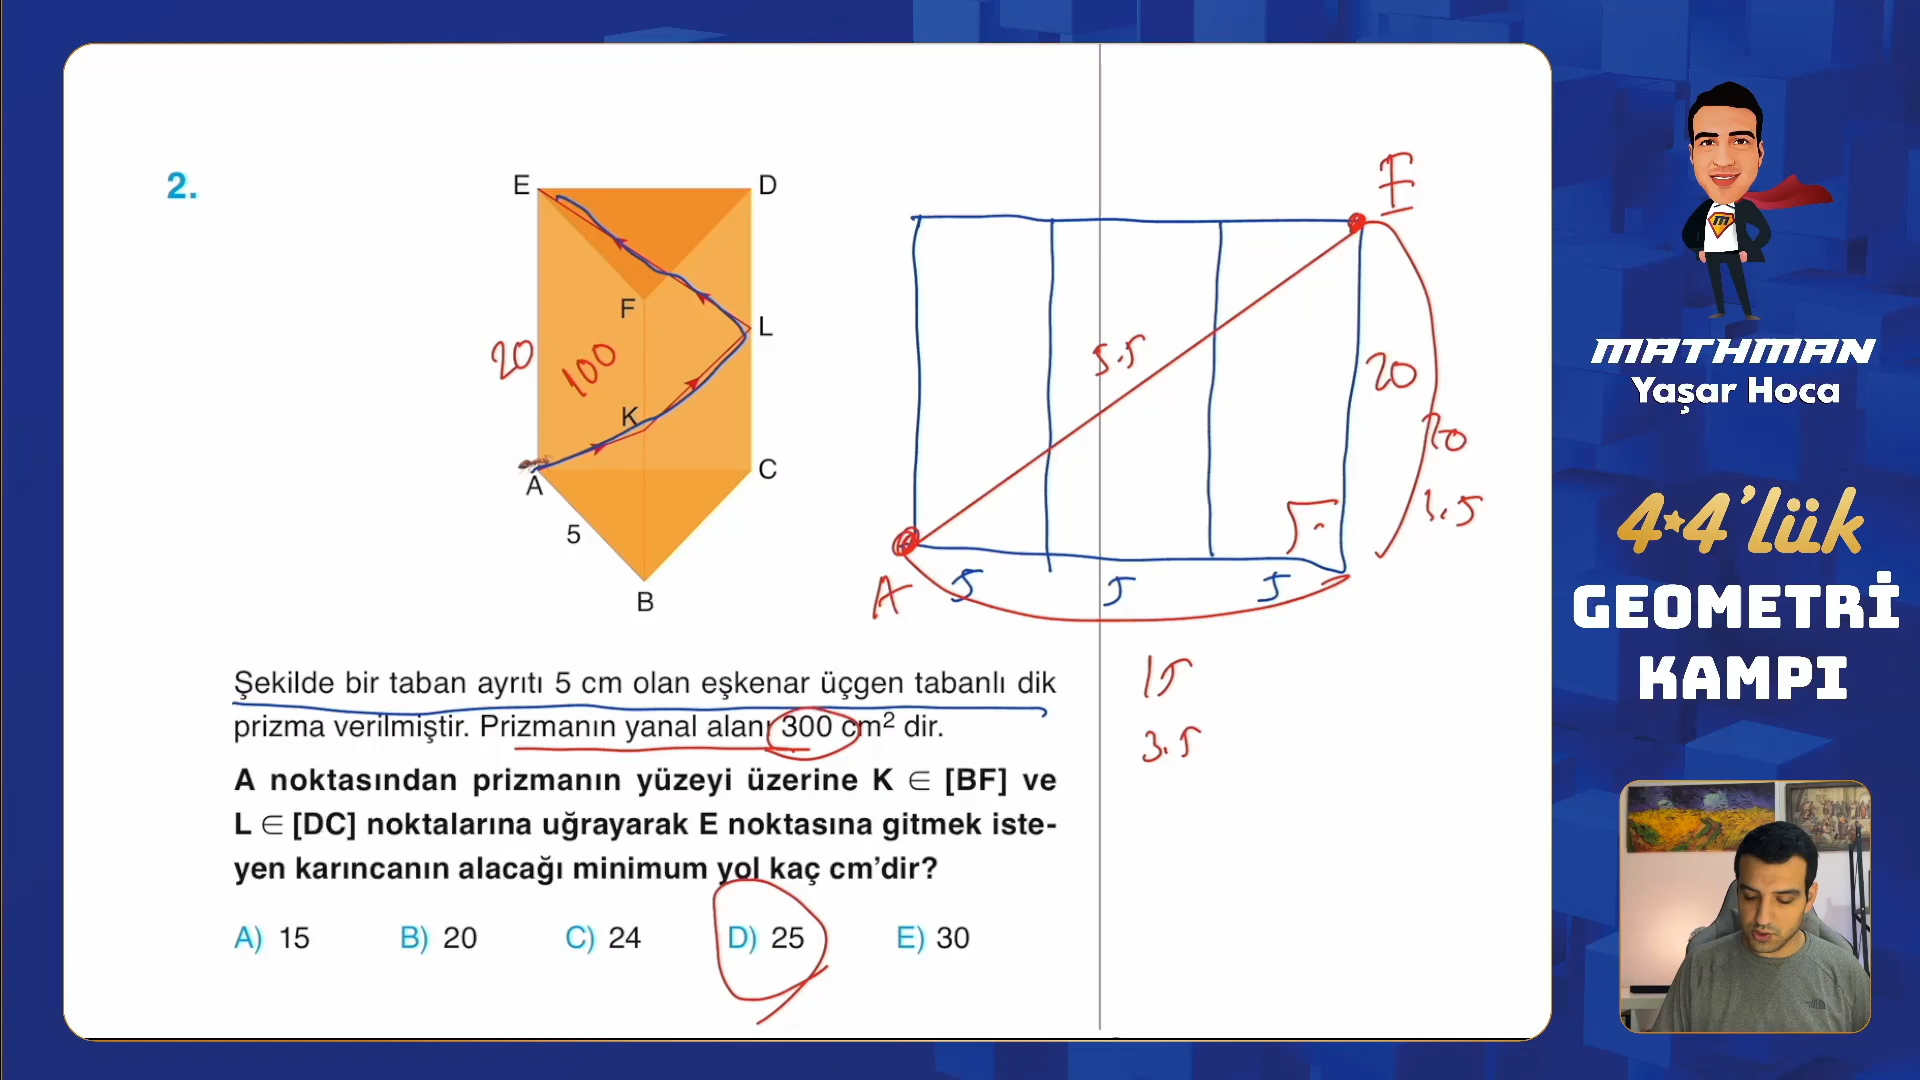 2.
E
D
F
L
20
100
K
A
C
5
B
E
5.5
20
20
A
5
5
5
15
3.5
Şekilde bir taban ayrıtı 5 cm olan eşkenar üçgen tabanlı dik
prizma verilmiştir. Prizmanın yanal alanı 300 cm² dir.
A noktasından prizmanın yüzeyi üzerine K ∈ [BF] ve
L ∈ [DC] noktalarına uğrayarak E noktasına gitmek iste-
yen karıncanın alacağı minimum yol kaç cm'dir?
A) 15 B) 20 C) 24 D) 25 E) 30
MATHMAN
Yaşar Hoca
4★4'lük
GEOMETRİ
KAMPI